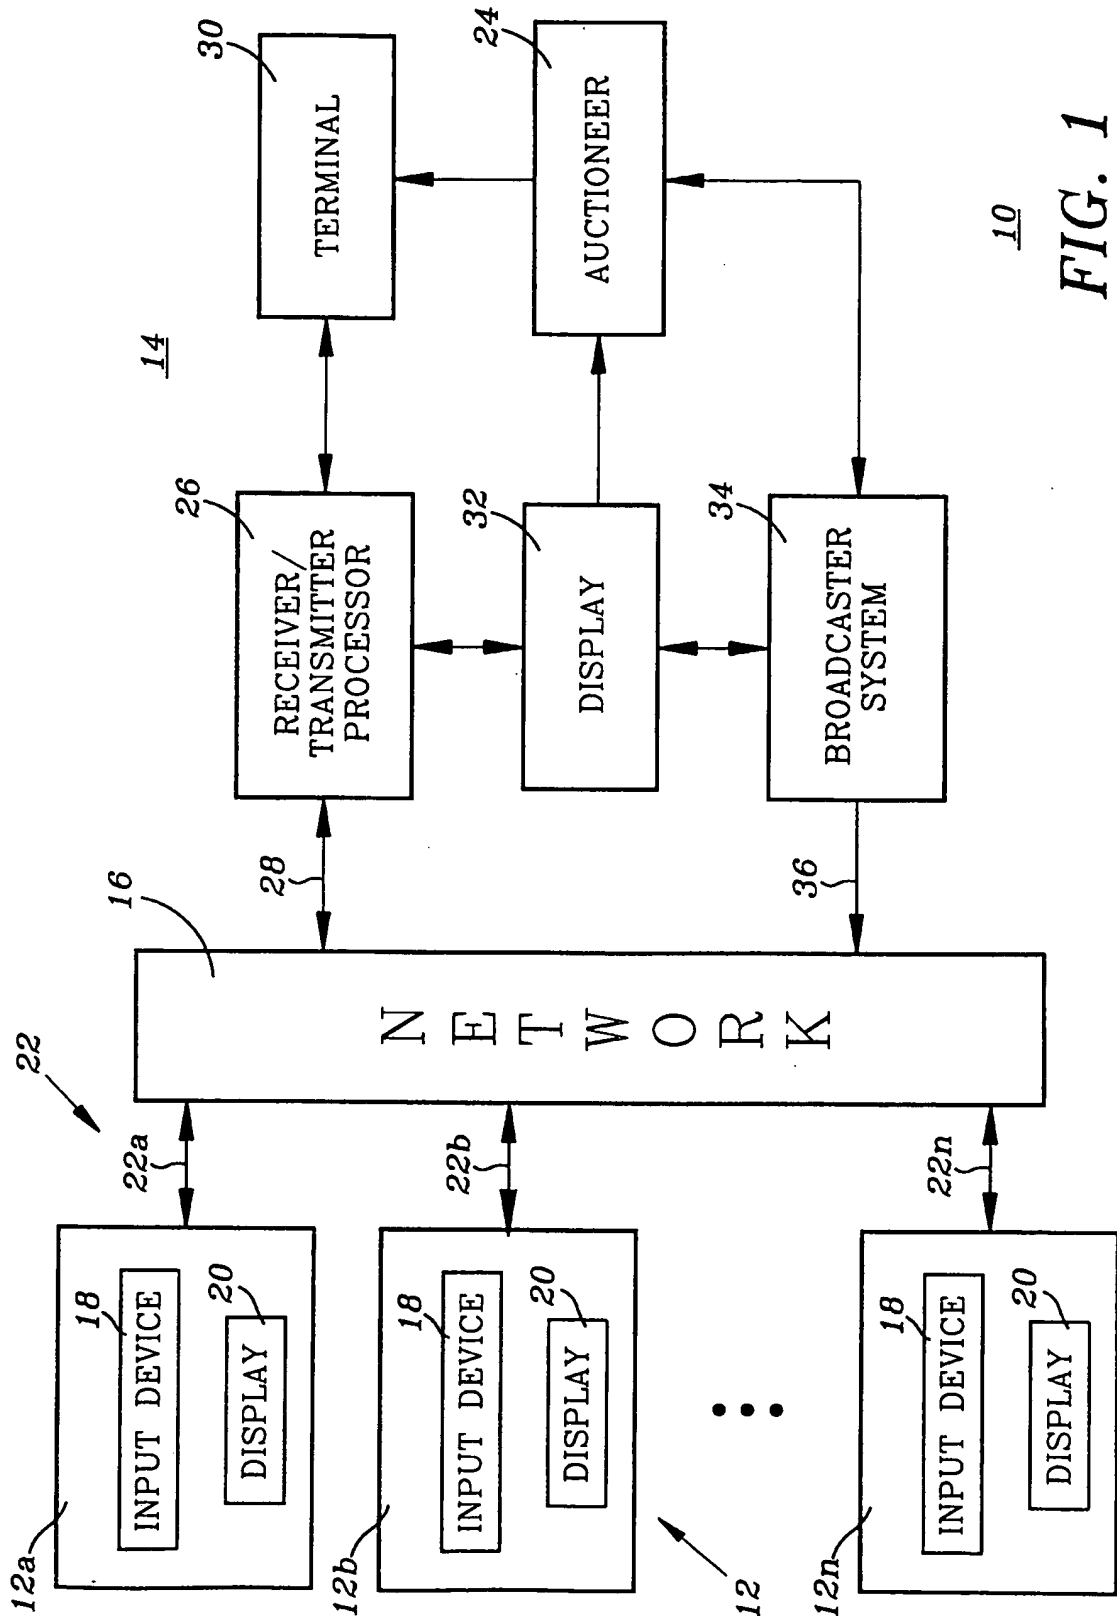 12a
18
INPUT DEVICE
20
DISPLAY
12b
18
INPUT DEVICE
20
DISPLAY
12
12n
18
INPUT DEVICE
20
DISPLAY
22
22a
22b
22n
16
NETWORK
28
36
14
26
RECEIVER/
TRANSMITTER
PROCESSOR
30
TERMINAL
32
DISPLAY
24
AUCTIONEER
34
BROADCASTER
SYSTEM
10
FIG. 1